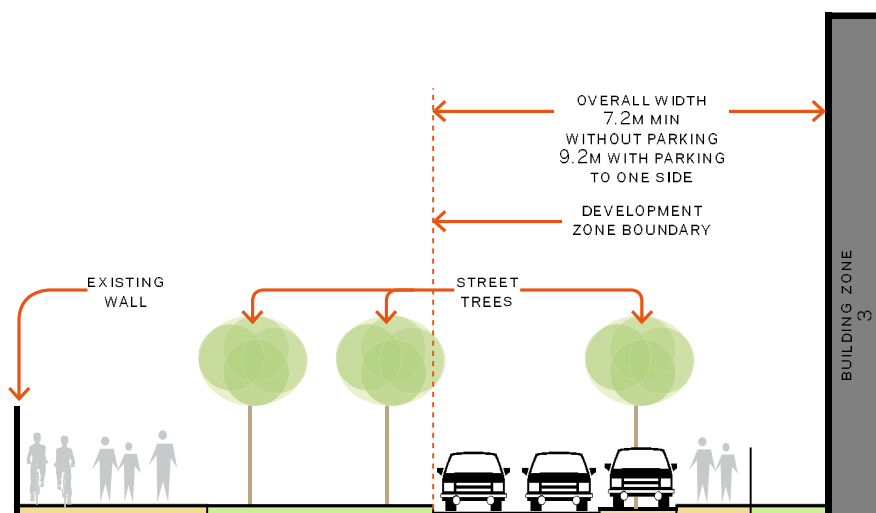 OVERALL WIDTH
7.2M MIN
WITHOUT PARKING
9.2M WITH PARKING
TO ONE SIDE
DEVELOPMENT
ZONE BOUNDARY
EXISTING
WALL
STREET
TREES
BUILDING ZONE
3